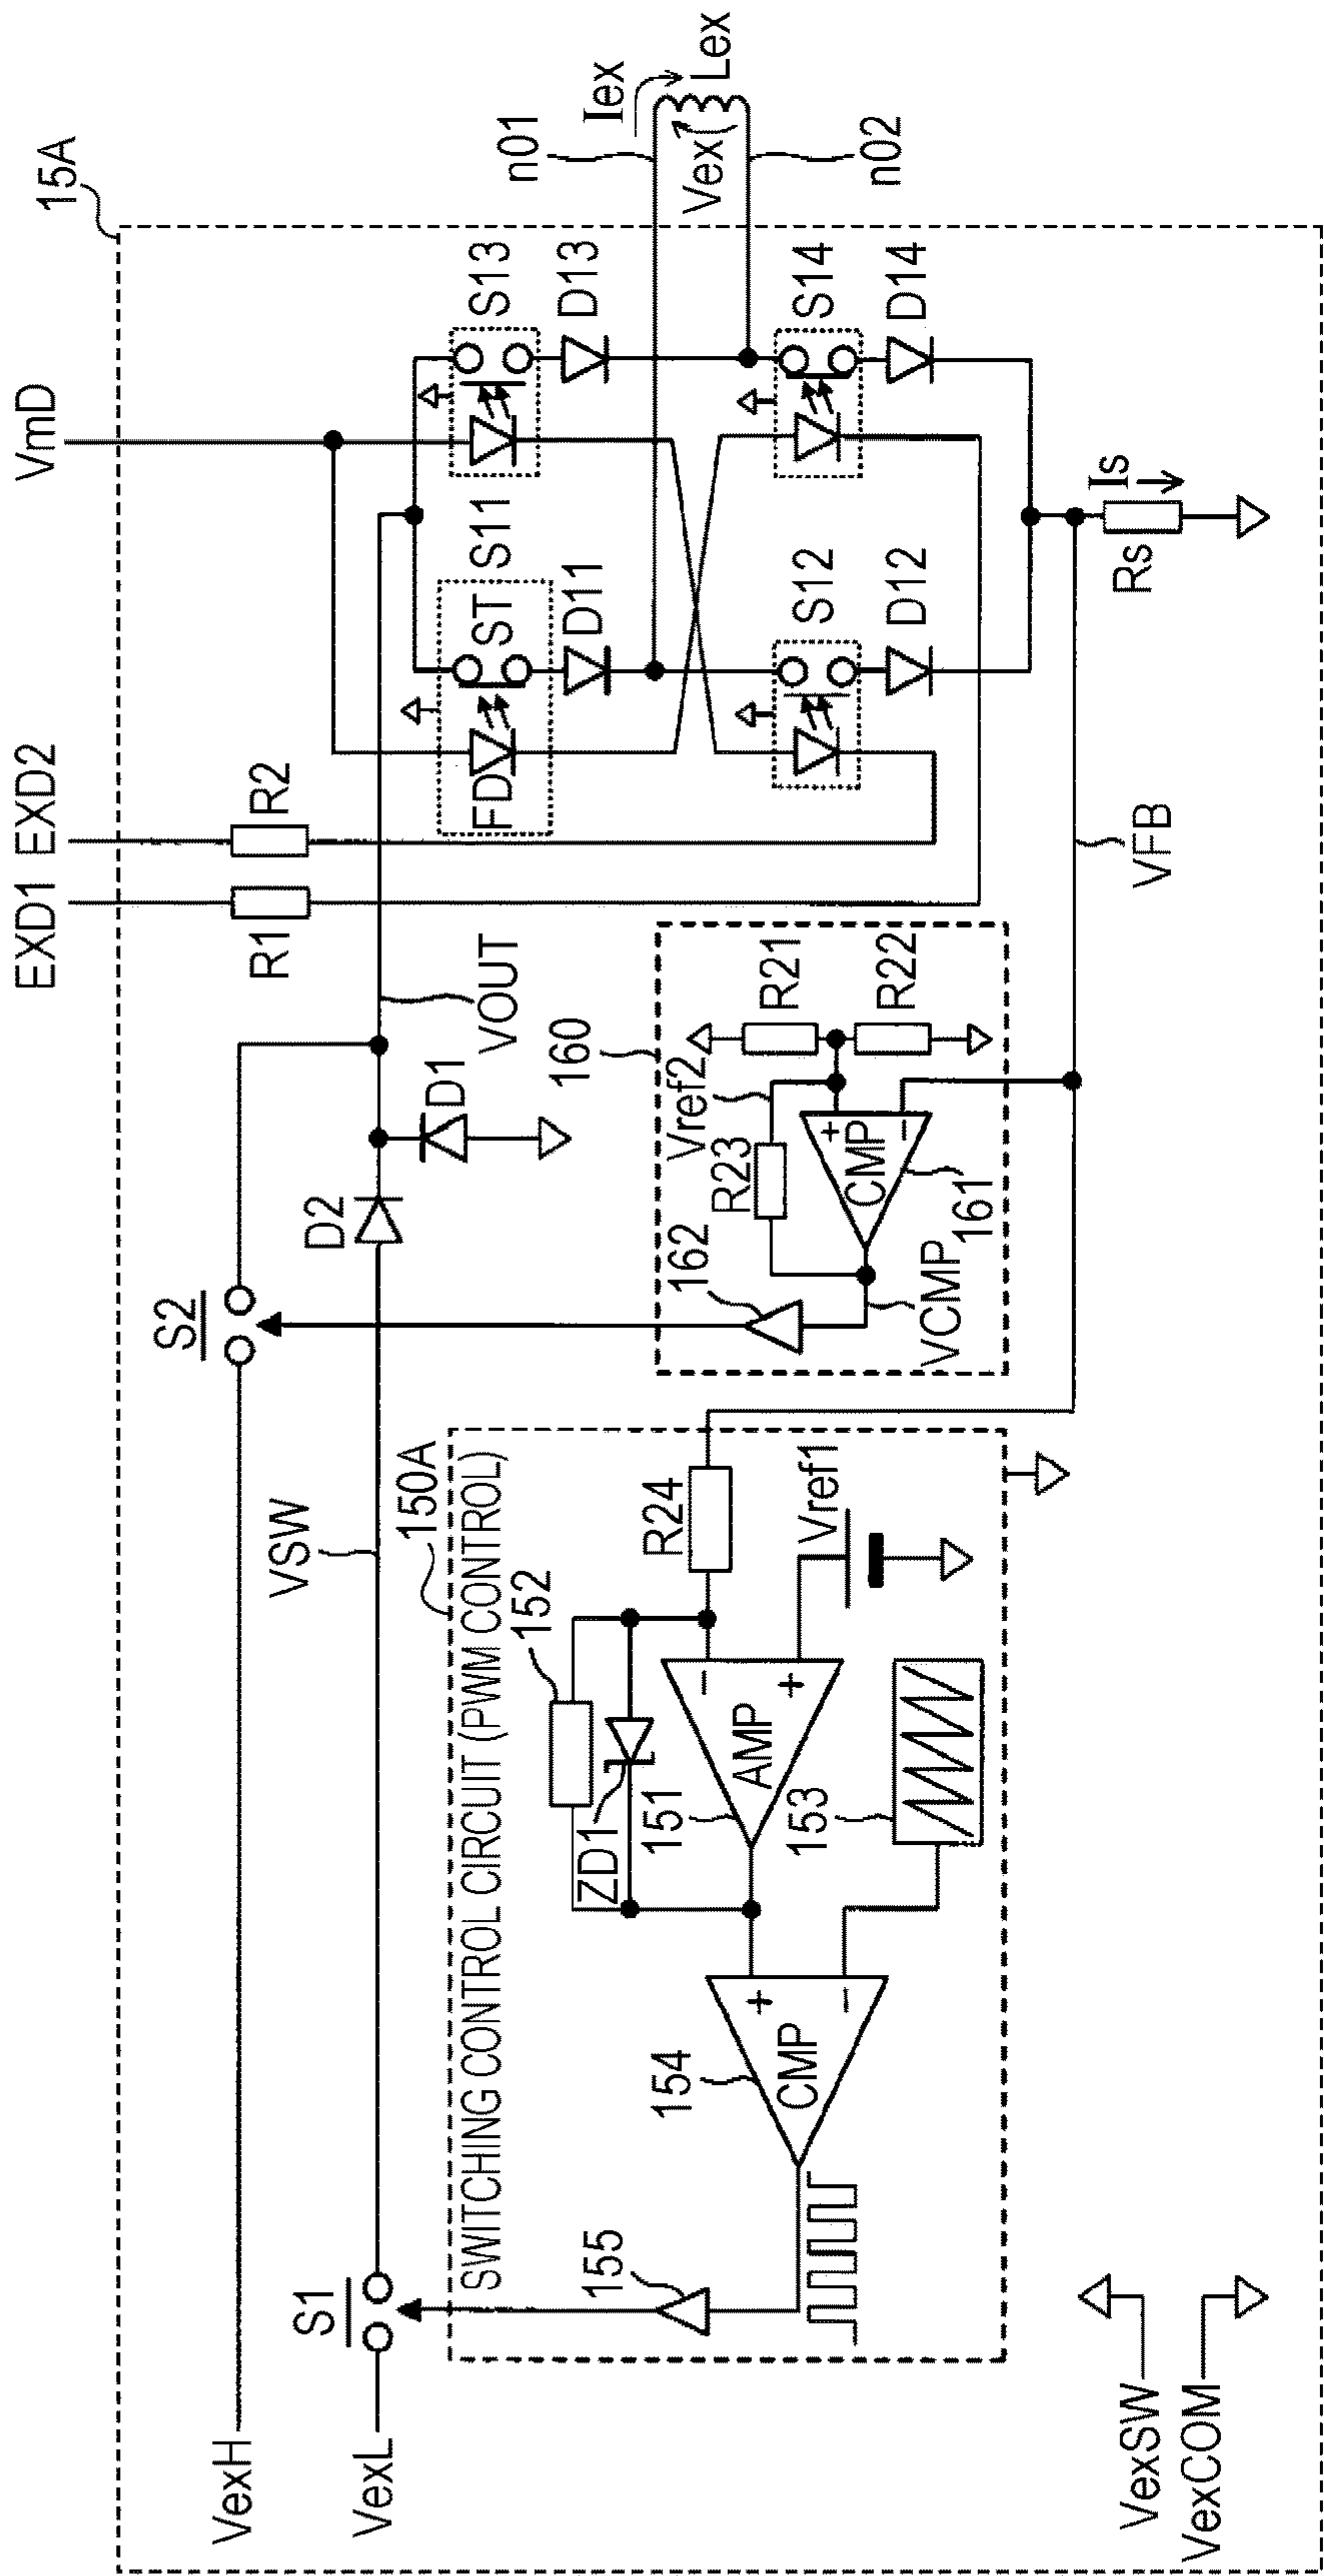 15A
VmD
EXD1
EXD2
R1
R2
S11
ST
FD
D11
S13
D13
S12
D12
S14
D14
n01
n02
Iex
Lex
Vex
Is
Rs
VFB
VexH
VexL
S1
S2
VSW
D2
D1
VOUT
160
Vref2
R21
R22
R23
+
−
CMP
161
162
VCMP
150A
SWITCHING CONTROL CIRCUIT (PWM CONTROL)
152
ZD1
R24
Vref1
−
+
AMP
151
153
+
−
CMP
154
155
VexSW
VexCOM